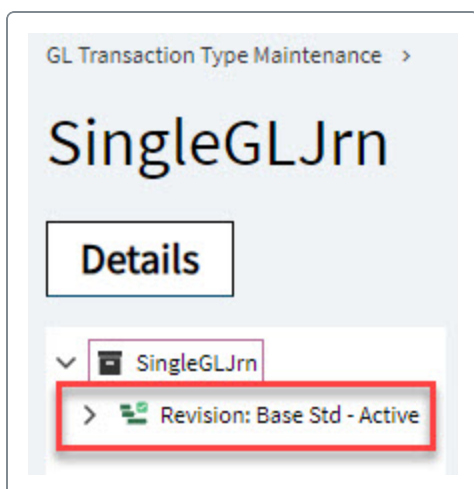 GL Transaction Type Maintenance >
SingleGLJrn
Details
SingleGLJrn
Revision: Base Std - Active